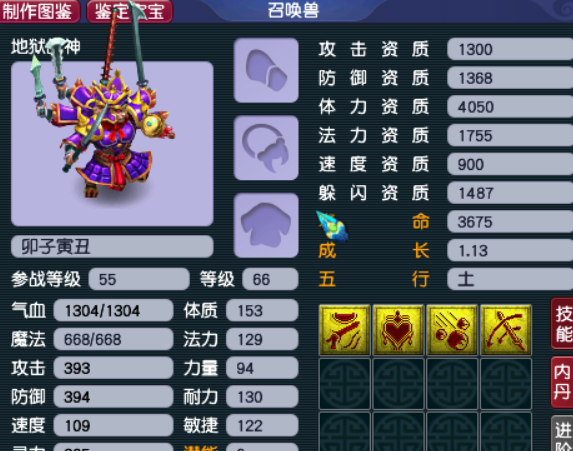 制作图鉴 鉴定宝宝 召唤兽
地狱战神
攻击资质 1300
防御资质 1368
体力资质 4050
法力资质 1755
速度资质 900
躲闪资质 1487
命 3675
成长 1.13
五行 土
卯子寅丑
参战等级 55 等级 66
气血 1304/1304 体质 153
魔法 668/668 法力 129
攻击 393 力量 94
防御 394 耐力 130
速度 109 敏捷 122
技能
内丹
进阶